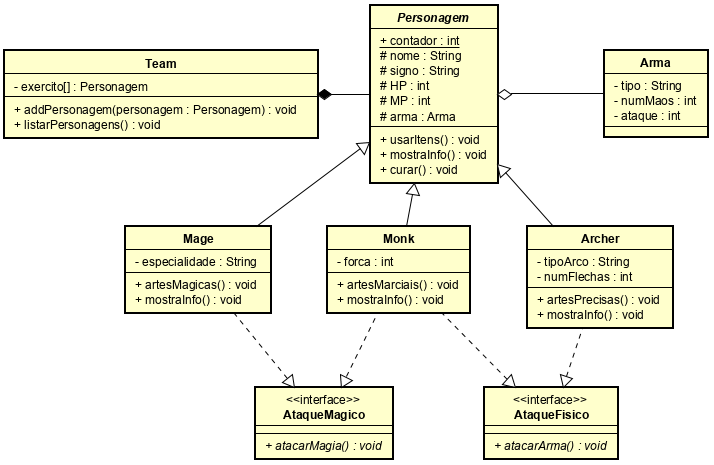 Personagem
+ contador : int
# nome : String
# signo : String
# HP : int
# MP : int
# arma : Arma
+ usarItens() : void
+ mostraInfo() : void
+ curar() : void
Team
- exercito[] : Personagem
+ addPersonagem(personagem : Personagem) : void
+ listarPersonagens() : void
Arma
- tipo : String
- numMaos : int
- ataque : int
Mage
- especialidade : String
+ artesMagicas() : void
+ mostraInfo() : void
Monk
- forca : int
+ artesMarciais() : void
+ mostraInfo() : void
Archer
- tipoArco : String
- numFlechas : int
+ artesPrecisas() : void
+ mostraInfo() : void
<<interface>>
AtaqueMagico
+ atacarMagia() : void
<<interface>>
AtaqueFisico
+ atacarArma() : void